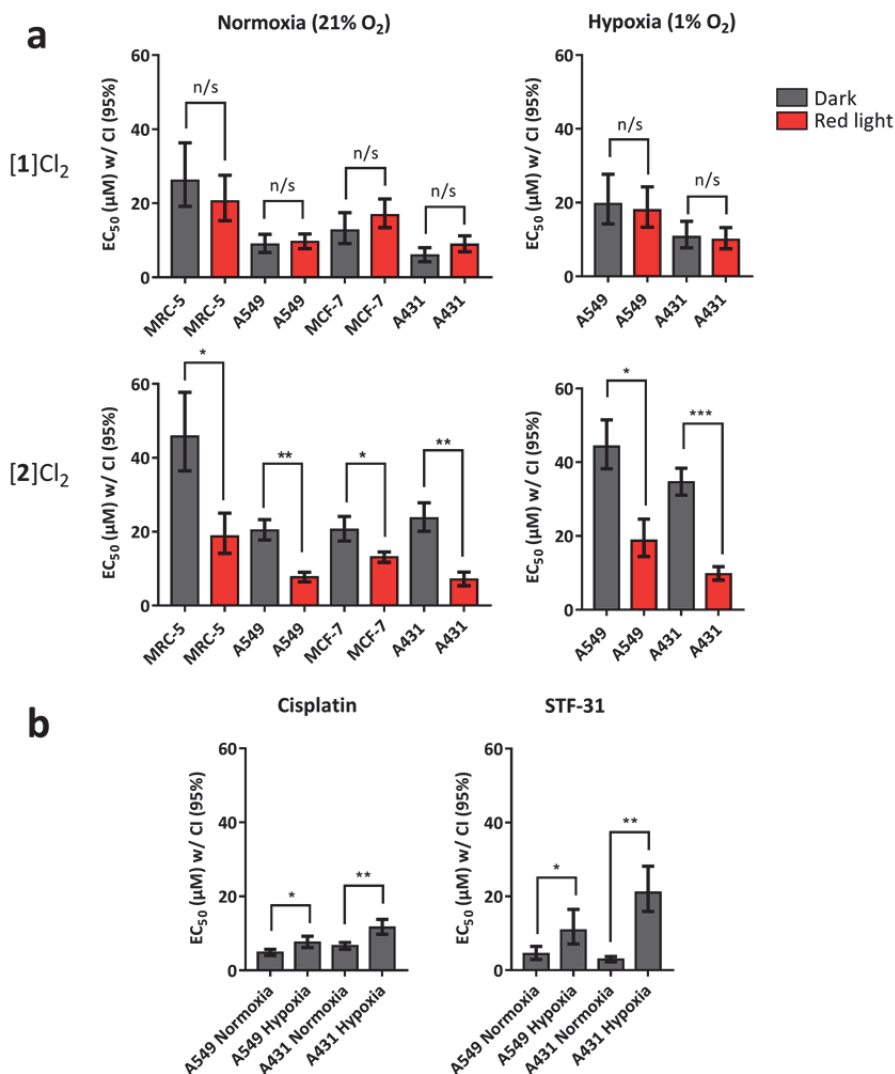 a
Normoxia (21% O₂)
Hypoxia (1% O₂)
Dark
Red light
[1]Cl₂
EC₅₀ (µM) w/ CI (95%)
60
40
20
0
n/s
n/s
n/s
n/s
MRC-5
MRC-5
A549
A549
MCF-7
MCF-7
A431
A431
EC₅₀ (µM) w/ CI (95%)
60
40
20
0
n/s
n/s
A549
A549
A431
A431
[2]Cl₂
EC₅₀ (µM) w/ CI (95%)
60
40
20
0
*
**
*
**
MRC-5
MRC-5
A549
A549
MCF-7
MCF-7
A431
A431
EC₅₀ (µM) w/ CI (95%)
60
40
20
0
*
***
A549
A549
A431
A431
b
Cisplatin
EC₅₀ (µM) w/ CI (95%)
60
40
20
0
*
**
A549 Normoxia
A549 Hypoxia
A431 Normoxia
A431 Hypoxia
STF-31
EC₅₀ (µM) w/ CI (95%)
60
40
20
0
*
**
A549 Normoxia
A549 Hypoxia
A431 Normoxia
A431 Hypoxia